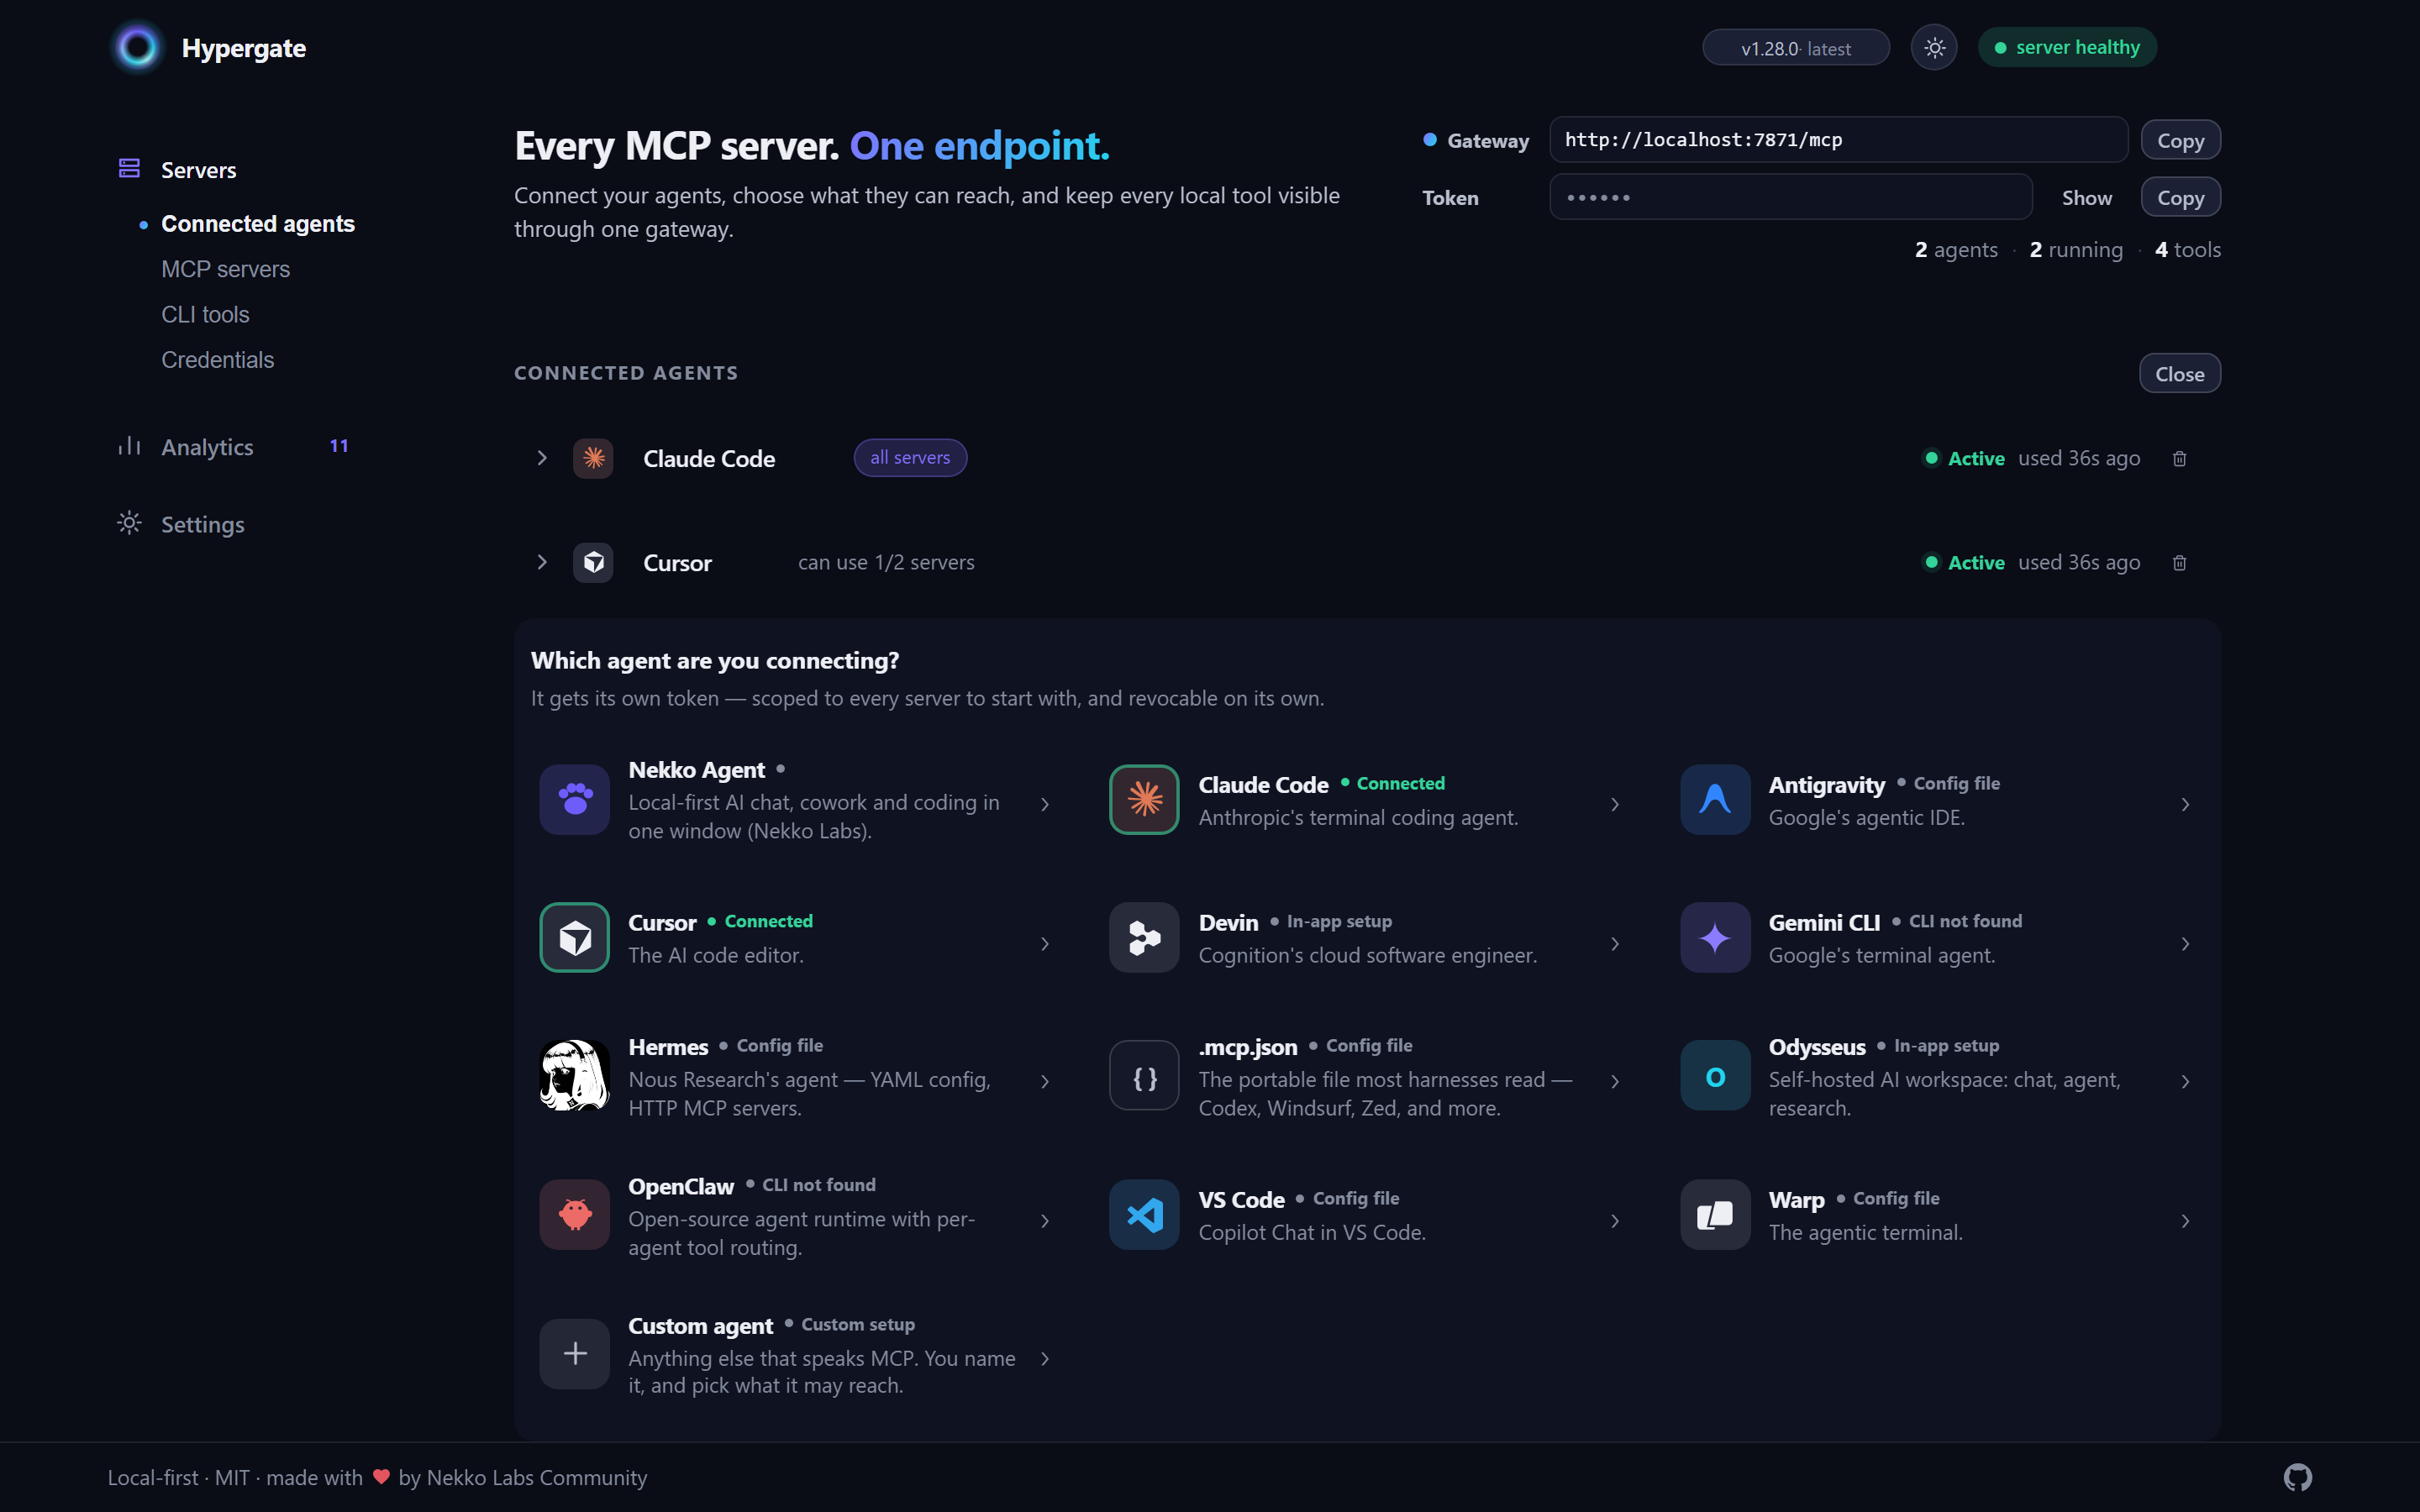 Hypergate
v1.28.0· latest
server healthy
Servers
Connected agents
MCP servers
CLI tools
Credentials
Analytics 11
Settings
Every MCP server. One endpoint.
Connect your agents, choose what they can reach, and keep every local tool visible
through one gateway.
Gateway http://localhost:7871/mcp Copy
Token •••••• Show Copy
2 agents · 2 running · 4 tools
CONNECTED AGENTS Close
Claude Code all servers Active used 36s ago
Cursor can use 1/2 servers Active used 36s ago
Which agent are you connecting?
It gets its own token — scoped to every server to start with, and revocable on its own.
Nekko Agent
Local-first AI chat, cowork and coding in
one window (Nekko Labs).
Claude Code Connected
Anthropic's terminal coding agent.
Antigravity Config file
Google's agentic IDE.
Cursor Connected
The AI code editor.
Devin In-app setup
Cognition's cloud software engineer.
Gemini CLI CLI not found
Google's terminal agent.
Hermes Config file
Nous Research's agent — YAML config,
HTTP MCP servers.
{ }
.mcp.json Config file
The portable file most harnesses read —
Codex, Windsurf, Zed, and more.
O
Odysseus In-app setup
Self-hosted AI workspace: chat, agent,
research.
OpenClaw CLI not found
Open-source agent runtime with per-
agent tool routing.
VS Code Config file
Copilot Chat in VS Code.
Warp Config file
The agentic terminal.
Custom agent Custom setup
Anything else that speaks MCP. You name
it, and pick what it may reach.
Local-first · MIT · made with ♥ by Nekko Labs Community